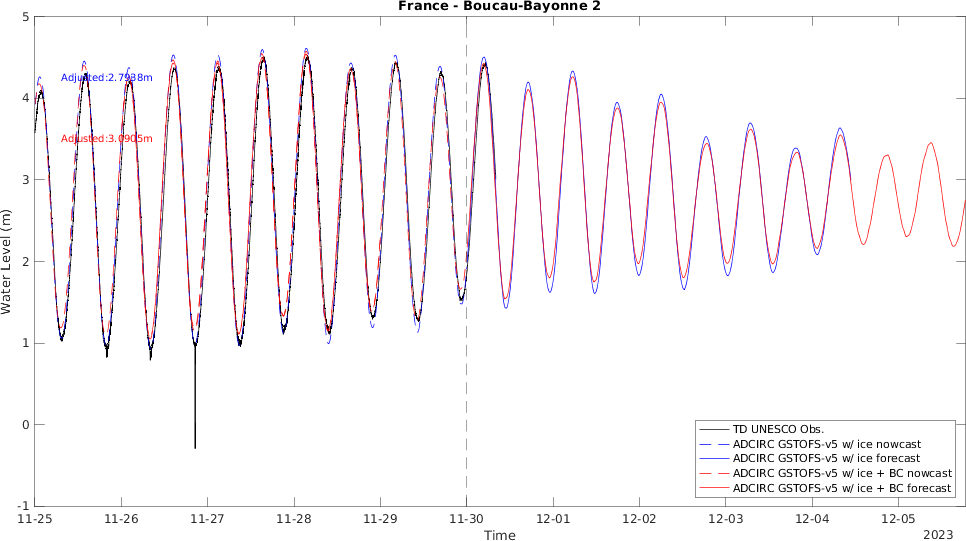 France - Boucau-Bayonne 2
5
4
3
2
1
0
-1
Water Level (m)
Adjusted:2.7938m
Adjusted:3.0905m
TD UNESCO Obs.
ADCIRC GSTOFS-v5 w/ ice nowcast
ADCIRC GSTOFS-v5 w/ ice forecast
ADCIRC GSTOFS-v5 w/ ice + BC nowcast
ADCIRC GSTOFS-v5 w/ ice + BC forecast
11-25 11-26 11-27 11-28 11-29 11-30 12-01 12-02 12-03 12-04 12-05
Time
2023